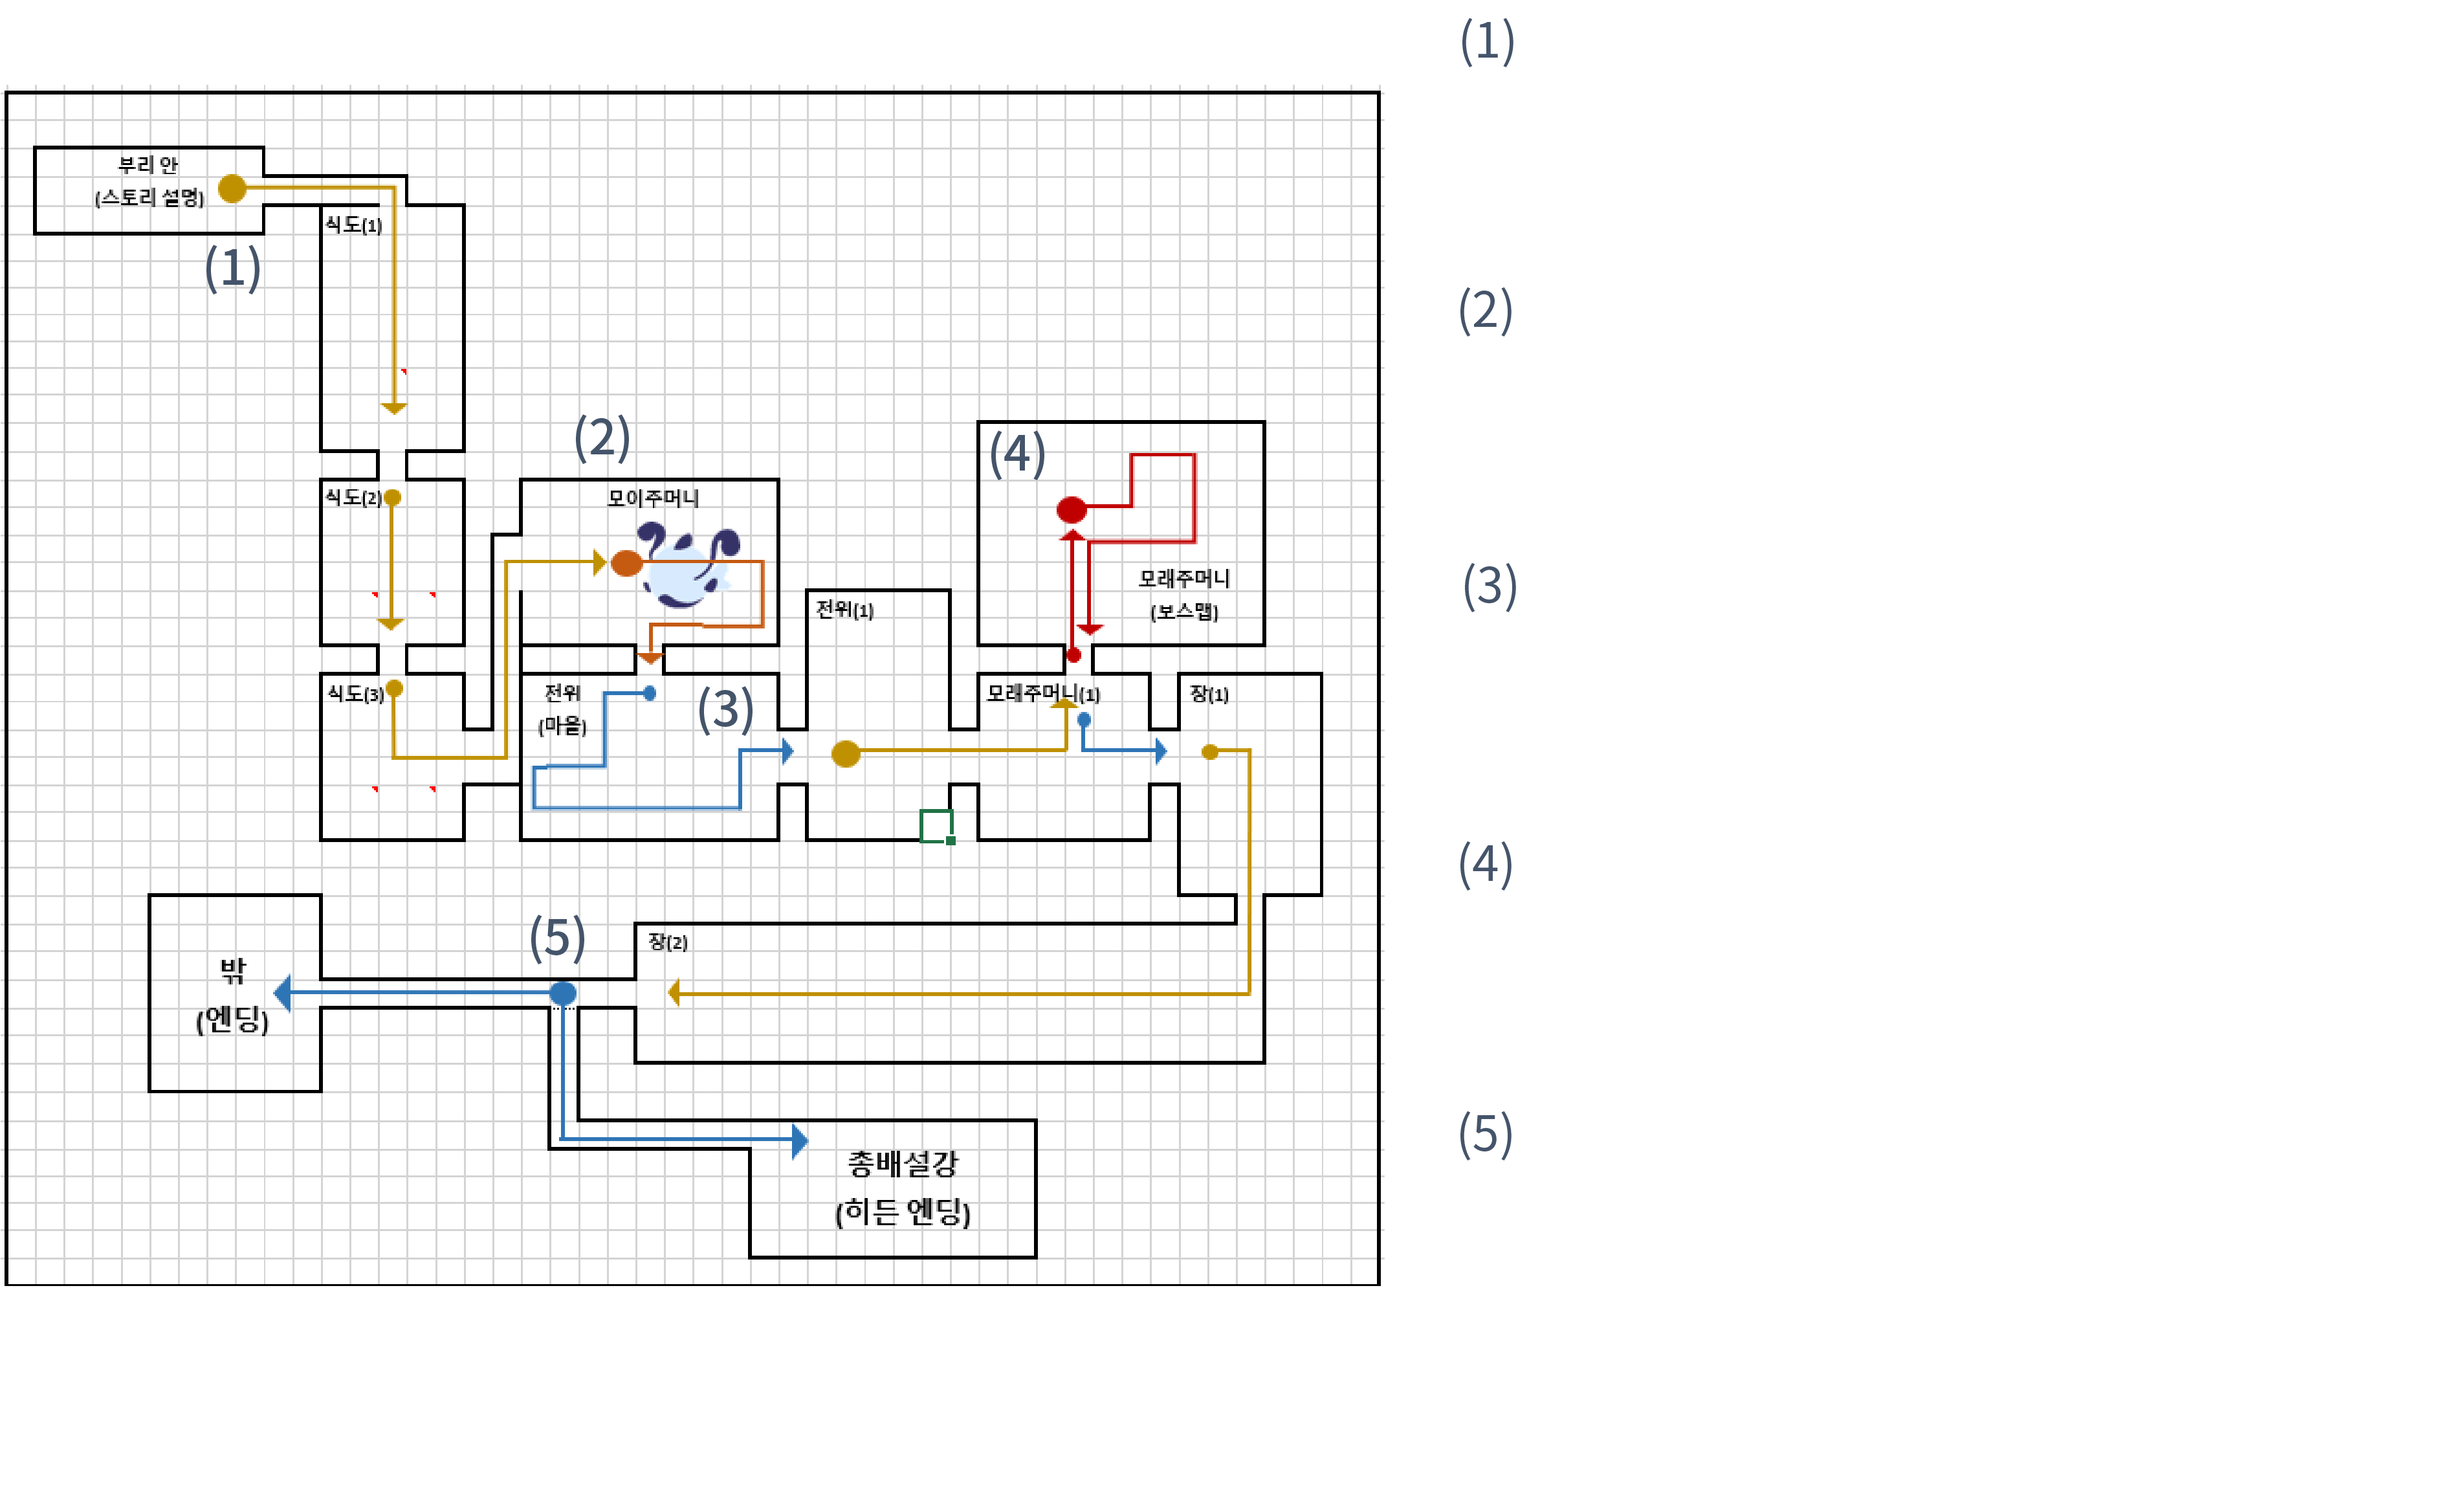 (1)
부리 안
(스토리 설명)
식도(1)
(1)
(2)
(2)
(4)
식도(2)
모이주머니
모래주머니
(보스맵)
전위(1)
(3)
식도(3)
전위
(마을)
(3)
모래주머니(1)
장(1)
(4)
(5)
장(2)
밖
(엔딩)
(5)
총배설강
(히든 엔딩)